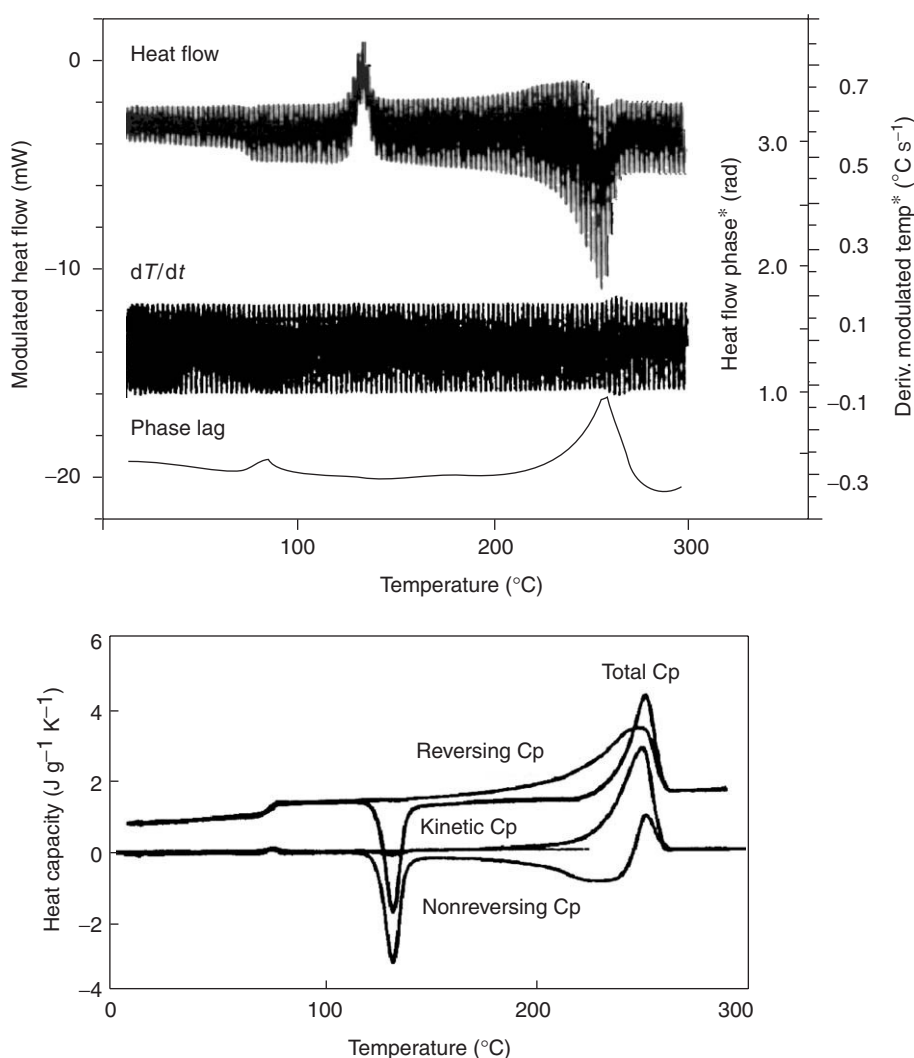 Heat flow
dT/dt
Phase lag
0
−10
−20
Modulated heat flow (mW)
3.0
2.0
1.0
Heat flow phase* (rad)
0.7
0.5
0.3
0.1
−0.1
−0.3
Deriv. modulated temp* (°C s−1)
100
200
300
Temperature (°C)
6
4
2
0
−2
−4
Heat capacity (J g−1 K−1)
Total Cp
Reversing Cp
Kinetic Cp
Nonreversing Cp
0
100
200
300
Temperature (°C)